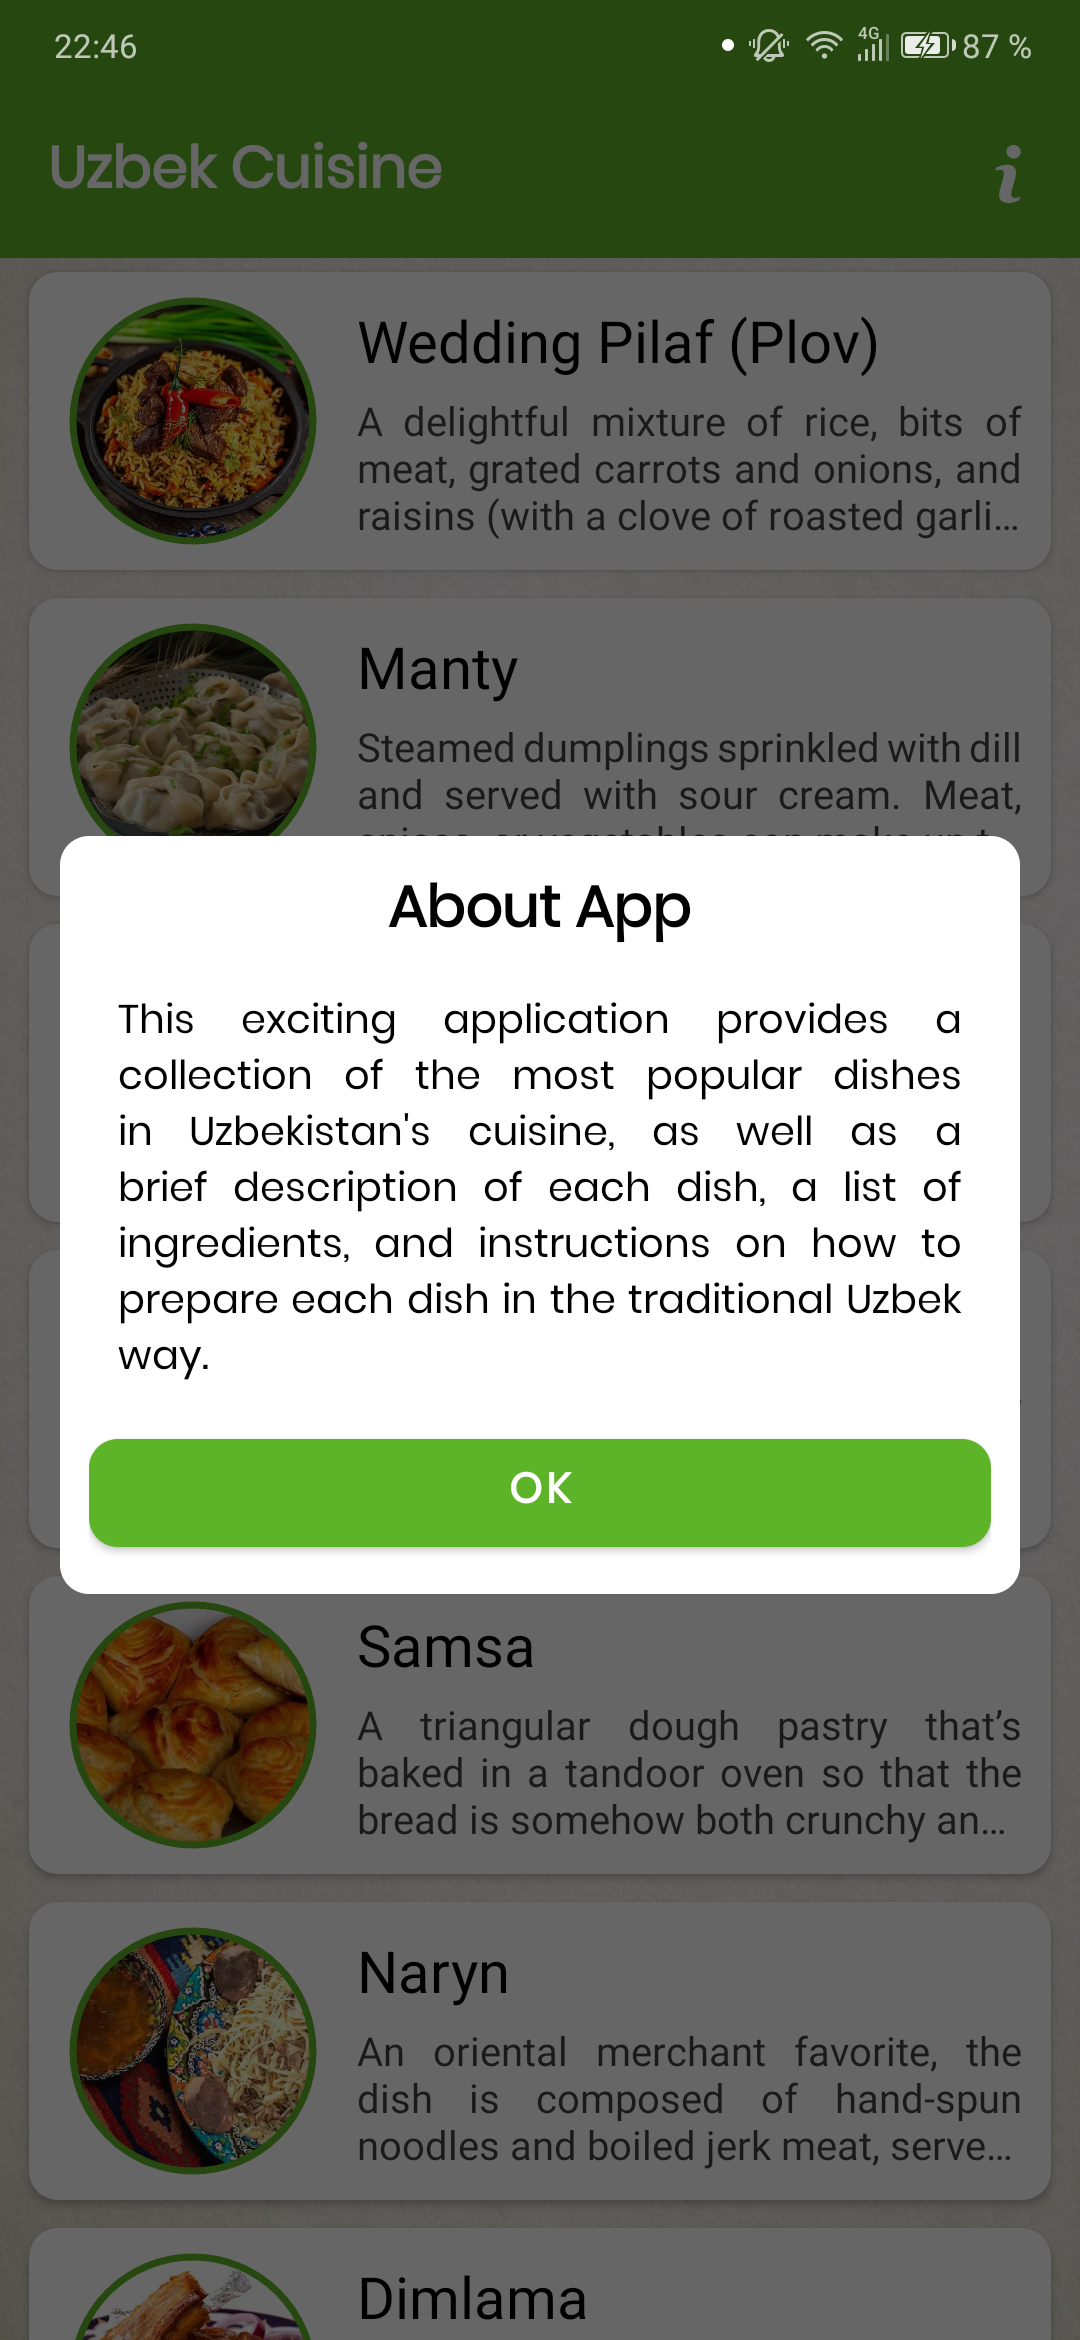 22:46
4G
87 %
Uzbek Cuisine
i
Wedding Pilaf (Plov)
A delightful mixture of rice, bits of
meat, grated carrots and onions, and
raisins (with a clove of roasted garli...
Manty
Steamed dumplings sprinkled with dill
and served with sour cream. Meat,
About App
This exciting application provides a
collection of the most popular dishes
in Uzbekistan's cuisine, as well as a
brief description of each dish, a list of
ingredients, and instructions on how to
prepare each dish in the traditional Uzbek
way.
OK
Samsa
A triangular dough pastry that’s
baked in a tandoor oven so that the
bread is somehow both crunchy an...
Naryn
An oriental merchant favorite, the
dish is composed of hand-spun
noodles and boiled jerk meat, serve...
Dimlama